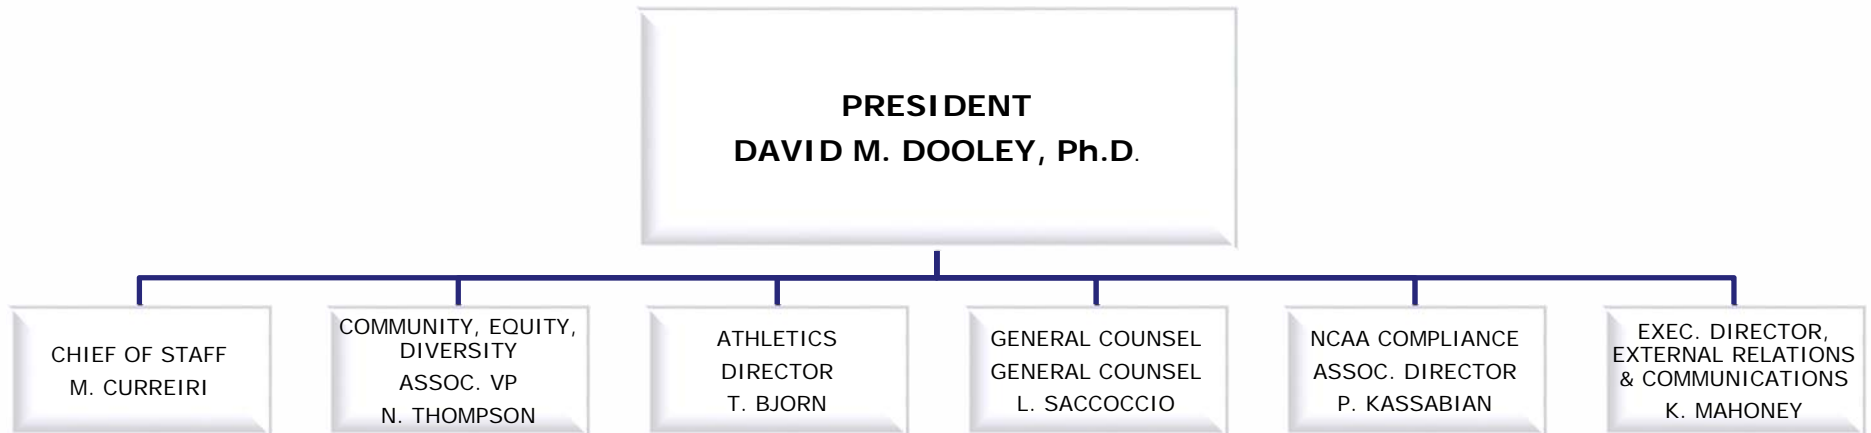 PRESIDENT
DAVID M. DOOLEY, Ph.D.
CHIEF OF STAFF
M. CURREIRI
COMMUNITY, EQUITY,
DIVERSITY
ASSOC. VP
N. THOMPSON
ATHLETICS
DIRECTOR
T. BJORN
GENERAL COUNSEL
GENERAL COUNSEL
L. SACCOCCIO
NCAA COMPLIANCE
ASSOC. DIRECTOR
P. KASSABIAN
EXEC. DIRECTOR,
EXTERNAL RELATIONS
& COMMUNICATIONS
K. MAHONEY